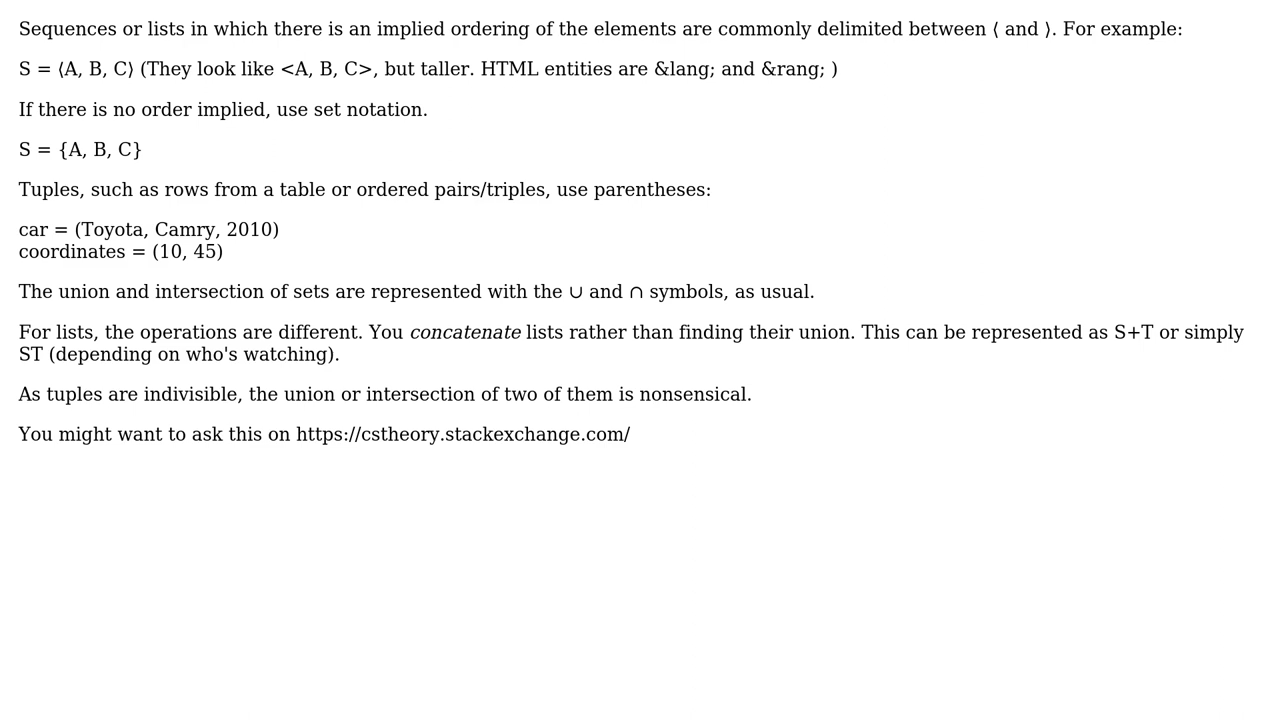 Sequences or lists in which there is an implied ordering of the elements are commonly delimited between ⟨ and ⟩. For example:
S = ⟨A, B, C⟩ (They look like <A, B, C>, but taller. HTML entities are &lang; and &rang; )
If there is no order implied, use set notation.
S = {A, B, C}
Tuples, such as rows from a table or ordered pairs/triples, use parentheses:
car = (Toyota, Camry, 2010)
coordinates = (10, 45)
The union and intersection of sets are represented with the ∪ and ∩ symbols, as usual.
For lists, the operations are different. You concatenate lists rather than finding their union. This can be represented as S+T or simply
ST (depending on who's watching).
As tuples are indivisible, the union or intersection of two of them is nonsensical.
You might want to ask this on https://cstheory.stackexchange.com/